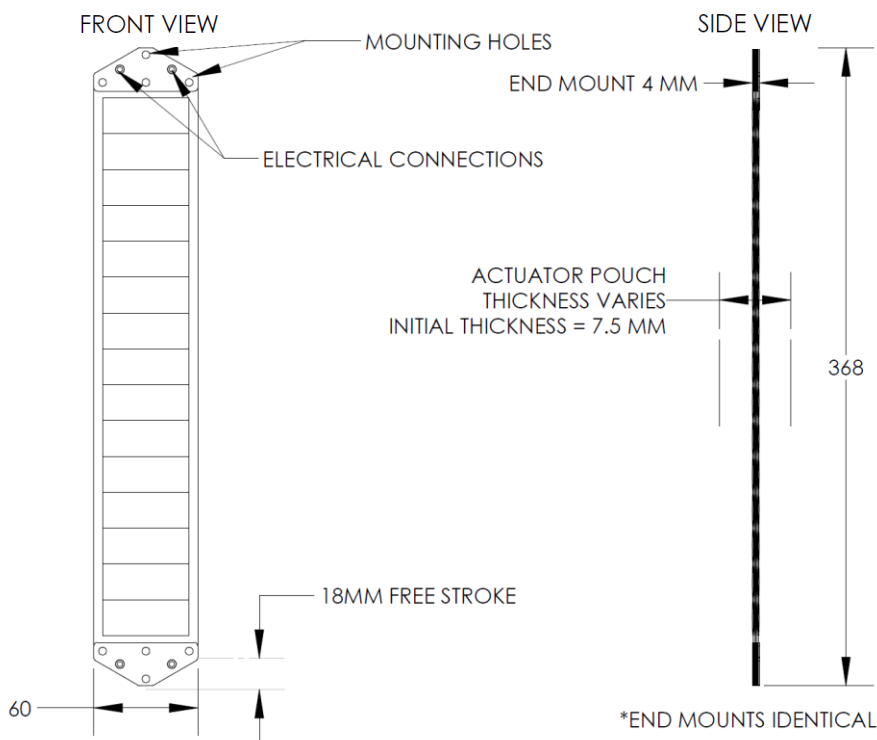 FRONT VIEW
SIDE VIEW
MOUNTING HOLES
END MOUNT 4 MM
ELECTRICAL CONNECTIONS
ACTUATOR POUCH
THICKNESS VARIES
INITIAL THICKNESS = 7.5 MM
368
18MM FREE STROKE
60
*END MOUNTS IDENTICAL